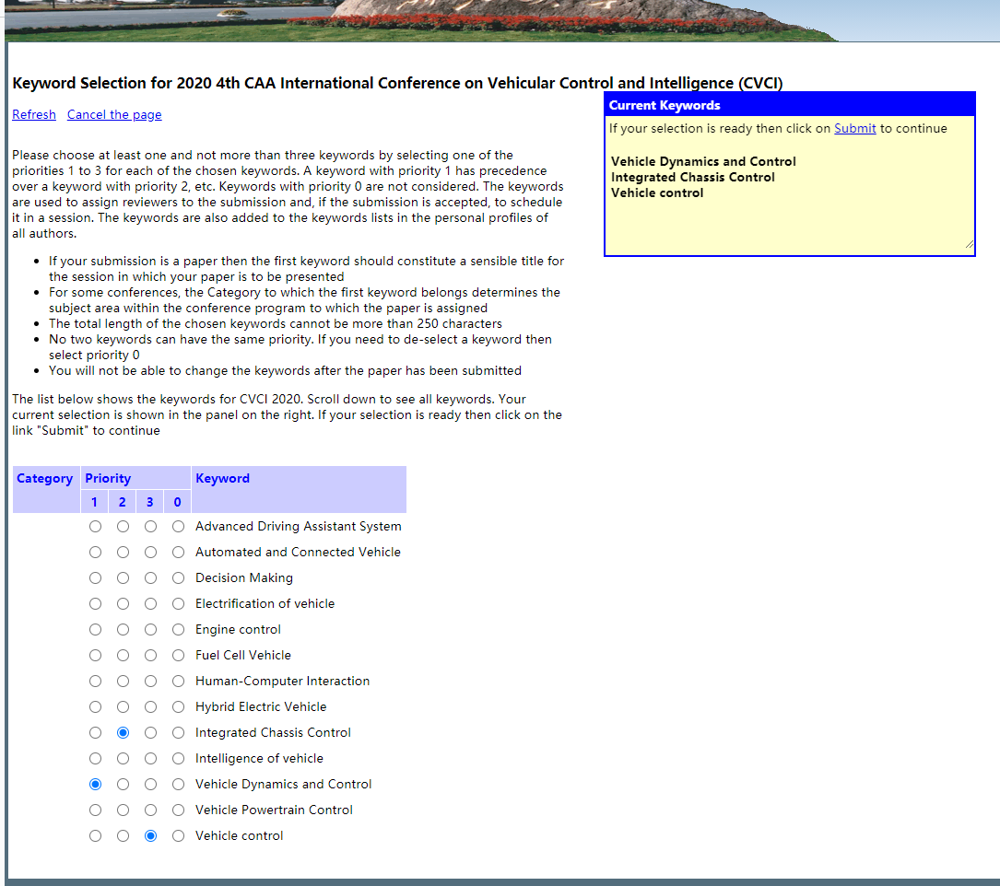 Keyword Selection for 2020 4th CAA International Conference on Vehicular Control and Intelligence (CVCI)
Refresh Cancel the page
Please choose at least one and not more than three keywords by selecting one of the
priorities 1 to 3 for each of the chosen keywords. A keyword with priority 1 has precedence
over a keyword with priority 2, etc. Keywords with priority 0 are not considered. The keywords
are used to assign reviewers to the submission and, if the submission is accepted, to schedule
it in a session. The keywords are also added to the keywords lists in the personal profiles of
all authors.
• If your submission is a paper then the first keyword should constitute a sensible title for
the session in which your paper is to be presented
• For some conferences, the Category to which the first keyword belongs determines the
subject area within the conference program to which the paper is assigned
• The total length of the chosen keywords cannot be more than 250 characters
• No two keywords can have the same priority. If you need to de-select a keyword then
select priority 0
• You will not be able to change the keywords after the paper has been submitted
The list below shows the keywords for CVCI 2020. Scroll down to see all keywords. Your
current selection is shown in the panel on the right. If your selection is ready then click on the
link "Submit" to continue
Current Keywords
If your selection is ready then click on Submit to continue
Vehicle Dynamics and Control
Integrated Chassis Control
Vehicle control
Category Priority Keyword
1 2 3 0
Advanced Driving Assistant System
Automated and Connected Vehicle
Decision Making
Electrification of vehicle
Engine control
Fuel Cell Vehicle
Human-Computer Interaction
Hybrid Electric Vehicle
Integrated Chassis Control
Intelligence of vehicle
Vehicle Dynamics and Control
Vehicle Powertrain Control
Vehicle control